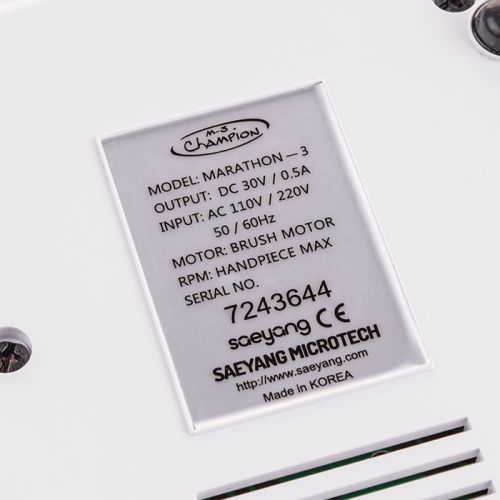 M-3
Champion
MODEL: MARATHON - 3
OUTPUT: DC 30V / 0.5A
INPUT: AC 110V / 220V
50 / 60Hz
MOTOR: BRUSH MOTOR
RPM: HANDPIECE MAX
SERIAL NO.
7243644
saeyang CE
SAEYANG MICROTECH
http://www.saeyang.com
Made in KOREA